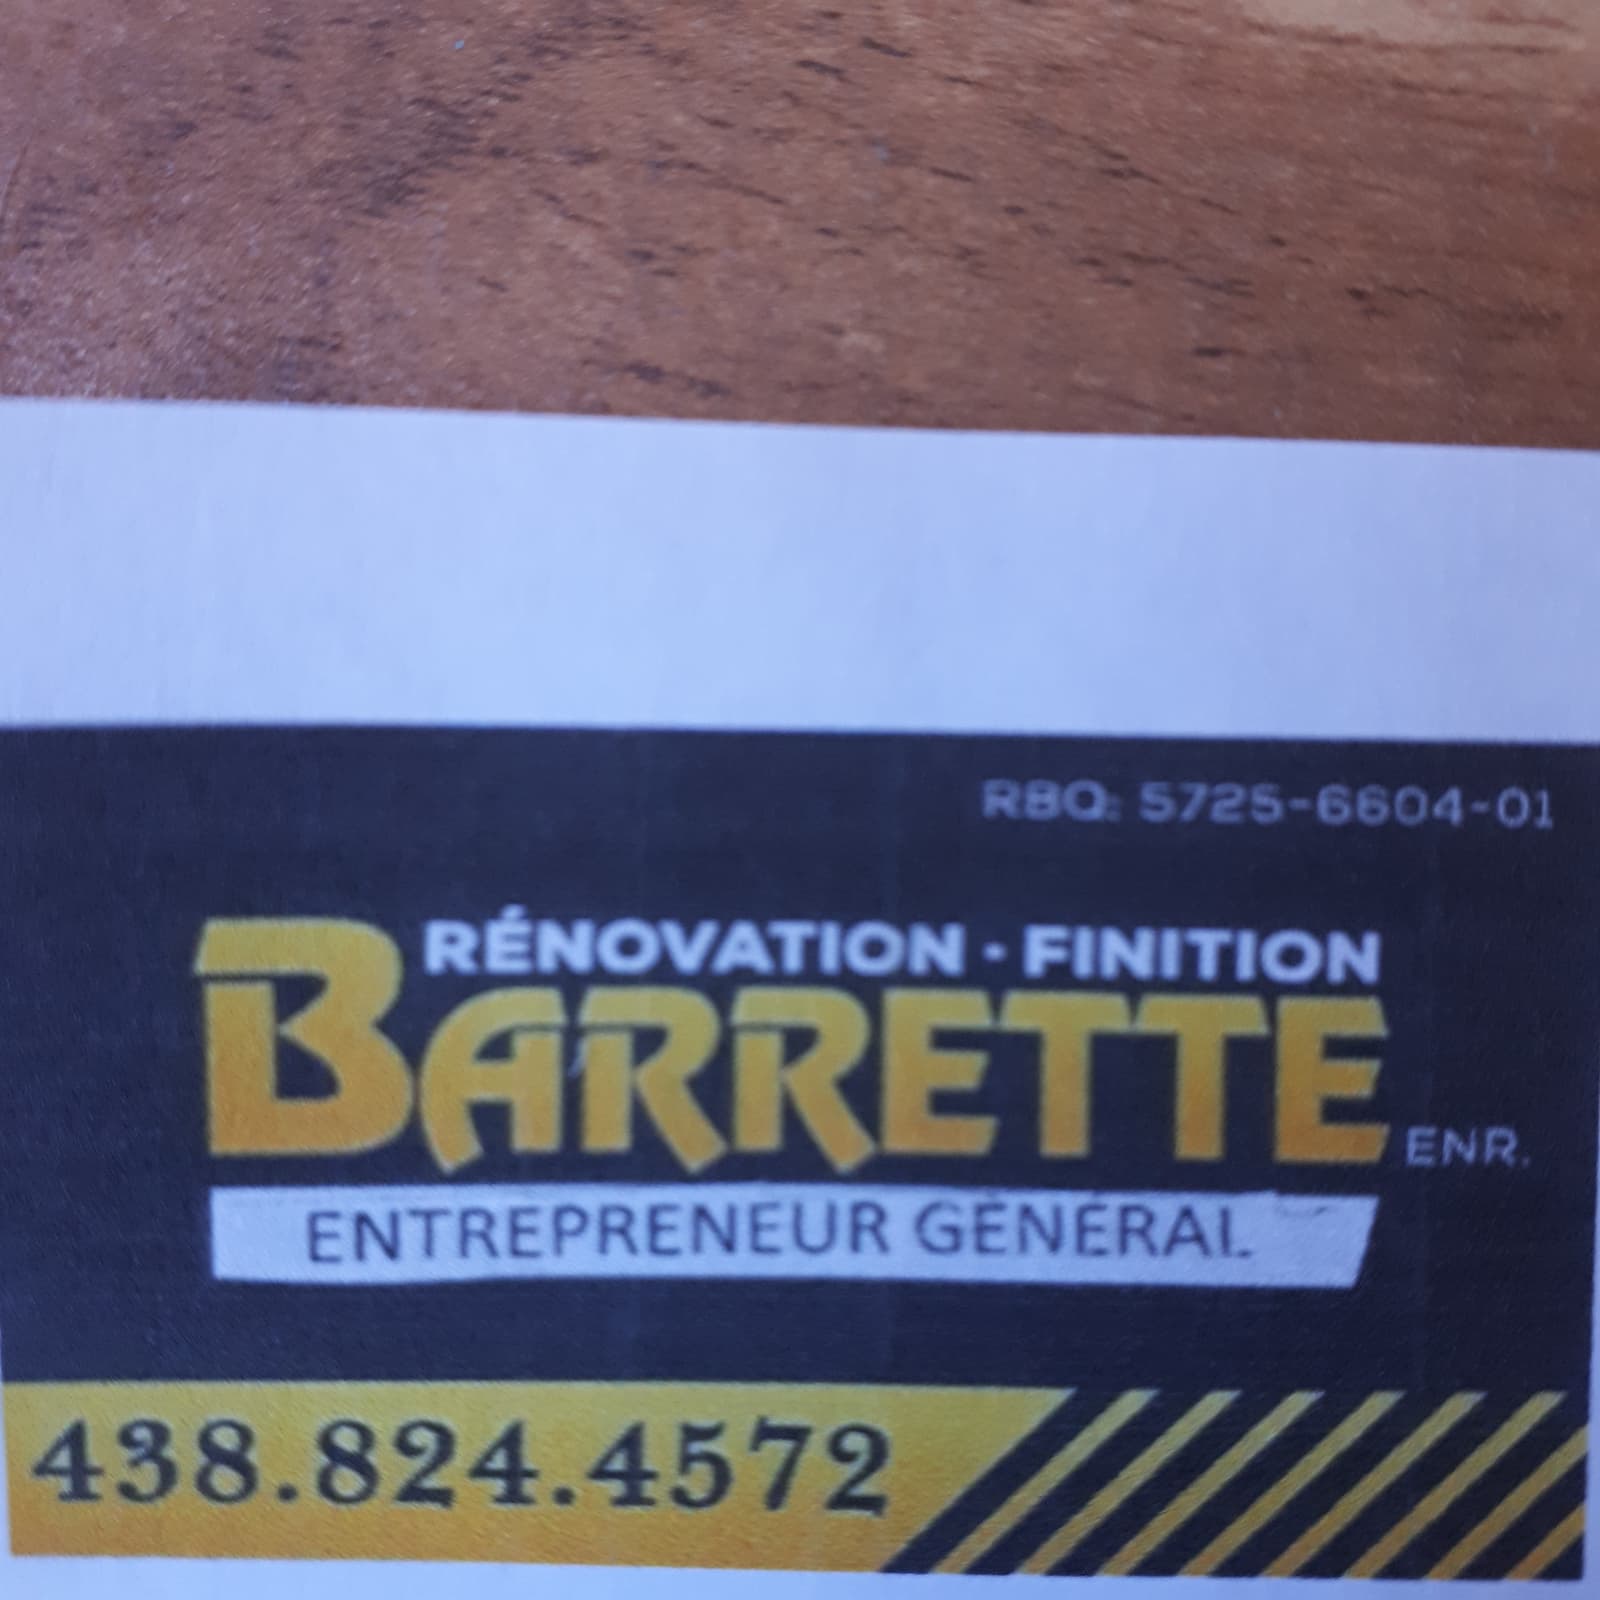 RBQ: 5725-6604-01
RÉNOVATION - FINITION
BARRETTE ENR.
ENTREPRENEUR GÉNÉRAL
438.824.4572